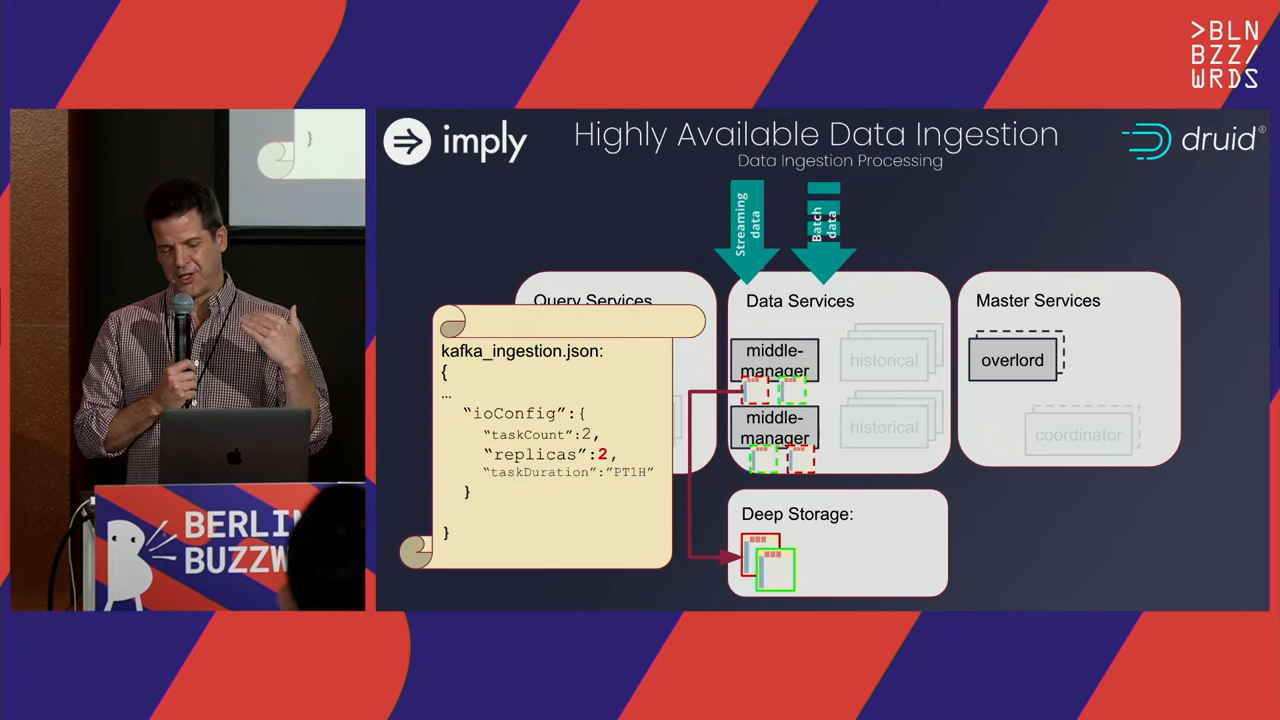 >BLN
BZZ/
WRDS
imply
Highly Available Data Ingestion
Data Ingestion Processing
druid®
Streaming
data
Batch
data
Query Services
Data Services
Master Services
kafka_ingestion.json:
{
…
“ioConfig”:{
“taskCount”:2,
“replicas”:2,
“taskDuration”:”PT1H”
}
}
middle-
manager
historical
overlord
middle-
manager
historical
coordinator
Deep Storage:
}
BERLIN
BUZZW